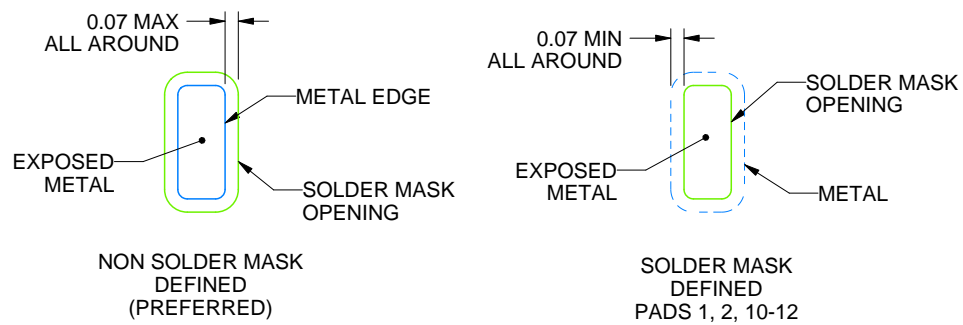 0.07 MAX
ALL AROUND
METAL EDGE
EXPOSED
METAL
SOLDER MASK
OPENING
NON SOLDER MASK
DEFINED
(PREFERRED)
0.07 MIN
ALL AROUND
SOLDER MASK
OPENING
EXPOSED
METAL
METAL
SOLDER MASK
DEFINED
PADS 1, 2, 10-12